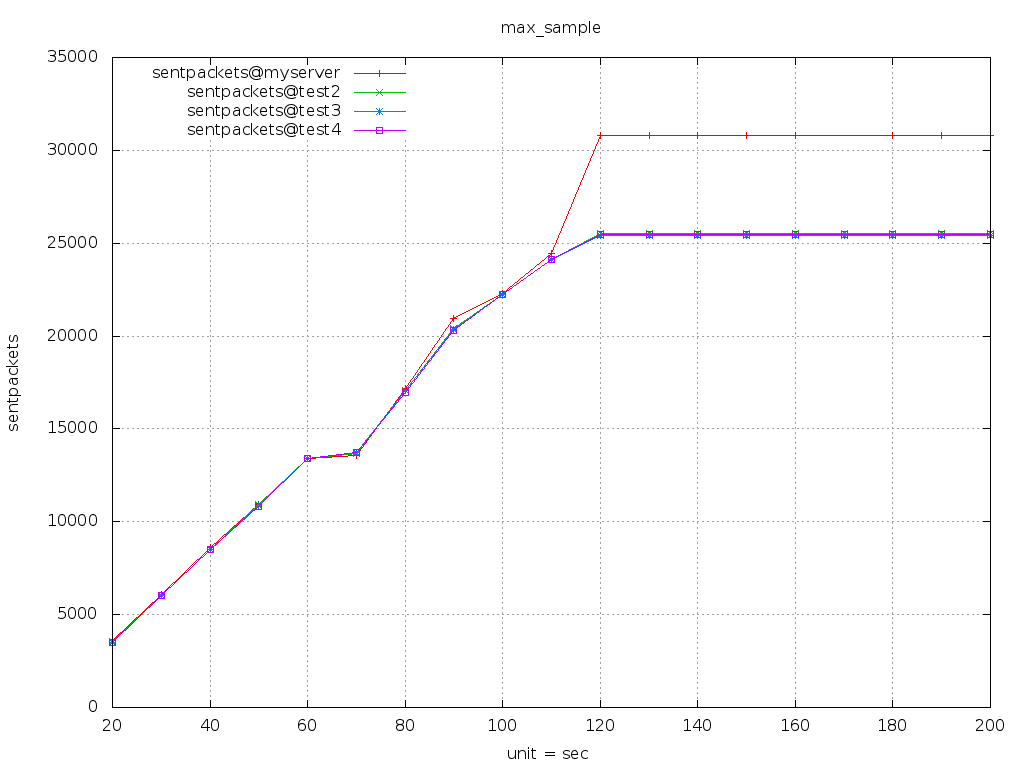 max_sample
35000
30000
25000
20000
15000
10000
5000
0
sentpackets@myserver
sentpackets@test2
sentpackets@test3
sentpackets@test4
sentpackets
20 40 60 80 100 120 140 160 180 200
unit = sec